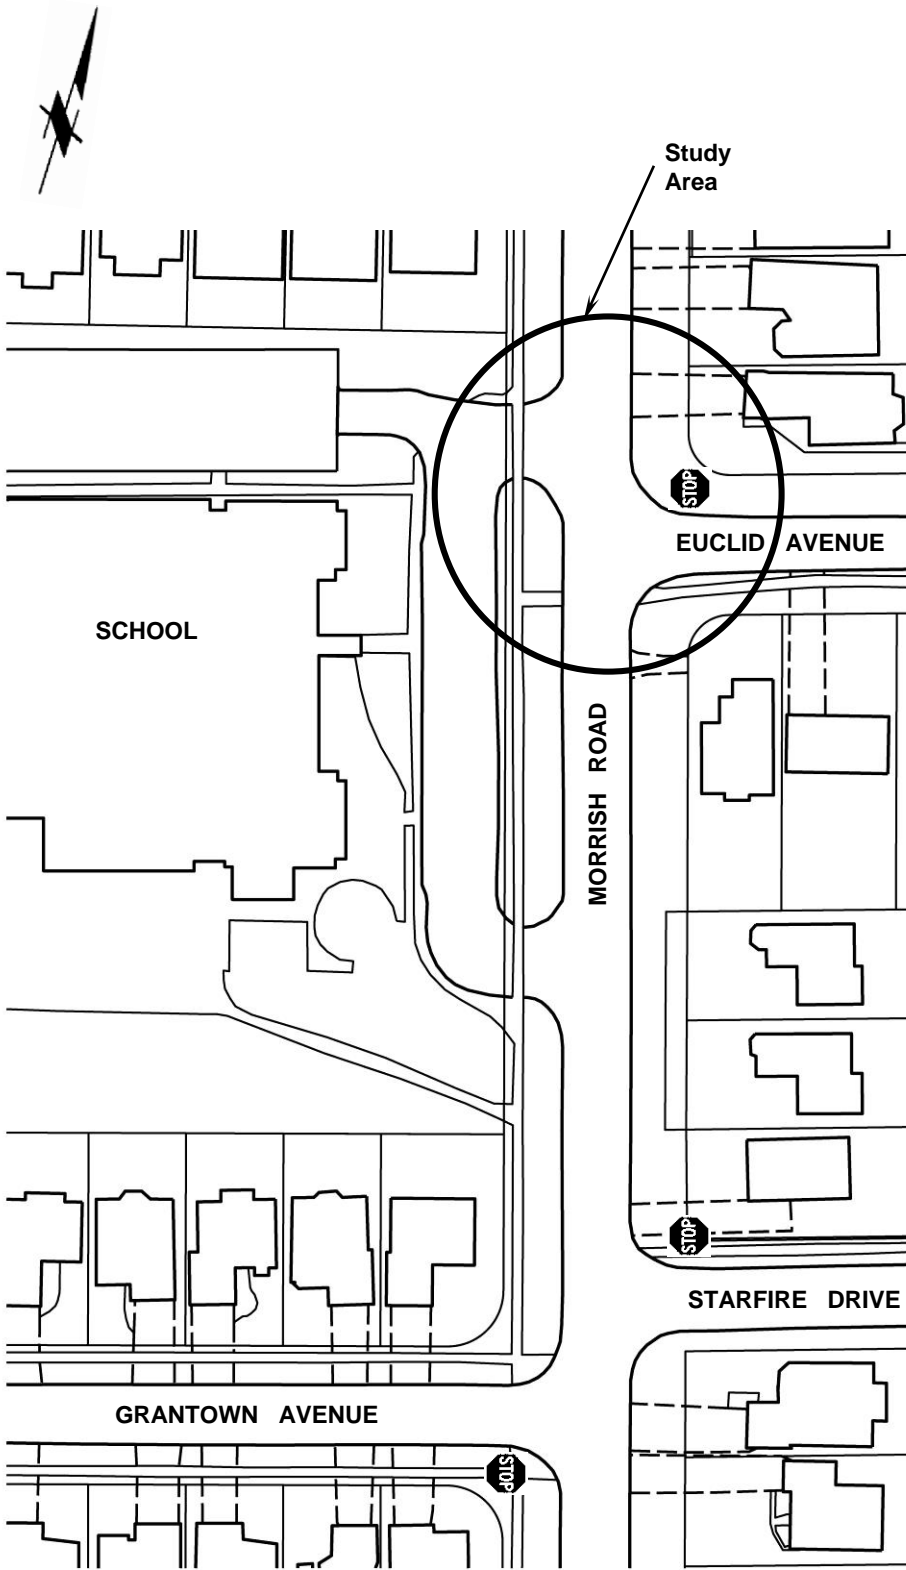 Study
Area
STOP
EUCLID AVENUE
SCHOOL
MORRISH ROAD
STOP
STARFIRE DRIVE
GRANTOWN AVENUE
STOP